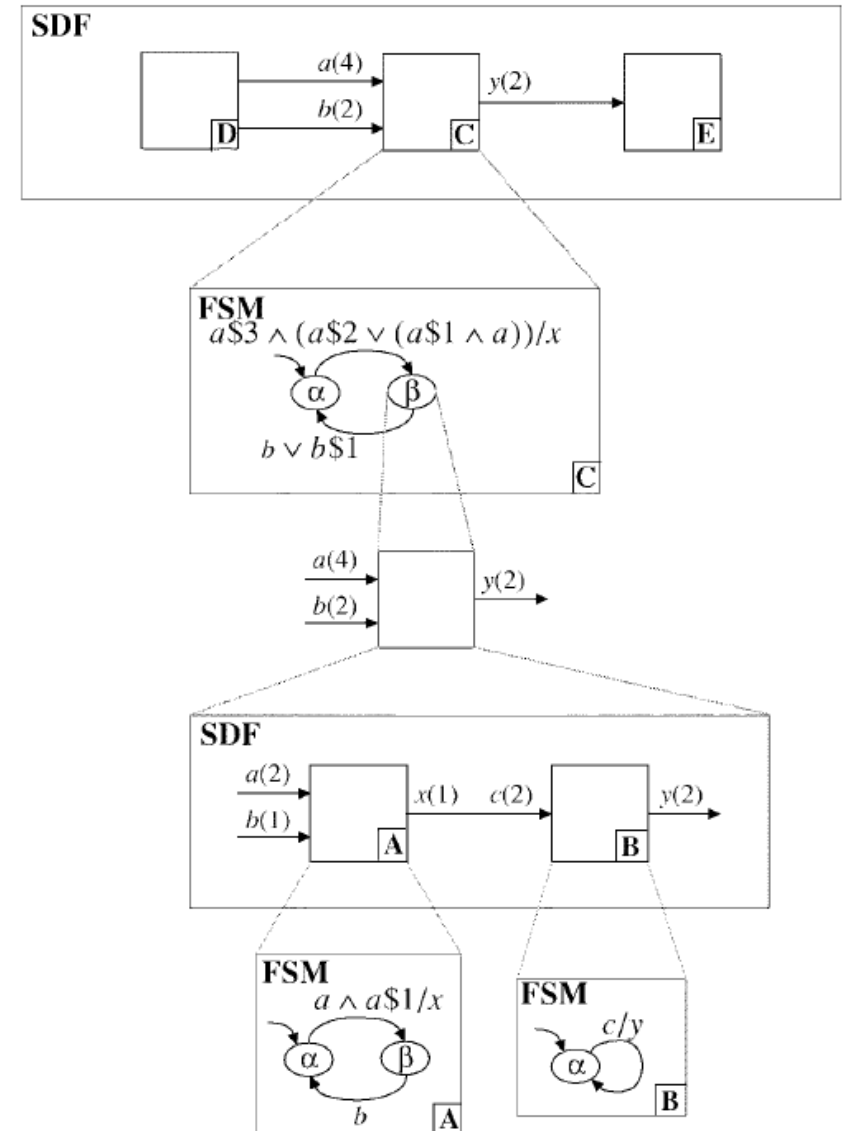 SDF
a(4)
y(2)
b(2)
D
C
E
FSM
a$3 ∧ (a$2 ∨ (a$1 ∧ a))/x
α
β
b ∨ b$1
C
a(4)
y(2)
b(2)
SDF
a(2)
x(1)
c(2)
y(2)
b(1)
A
B
FSM
a ∧ a$1/x
α
β
b
A
FSM
c/y
α
B